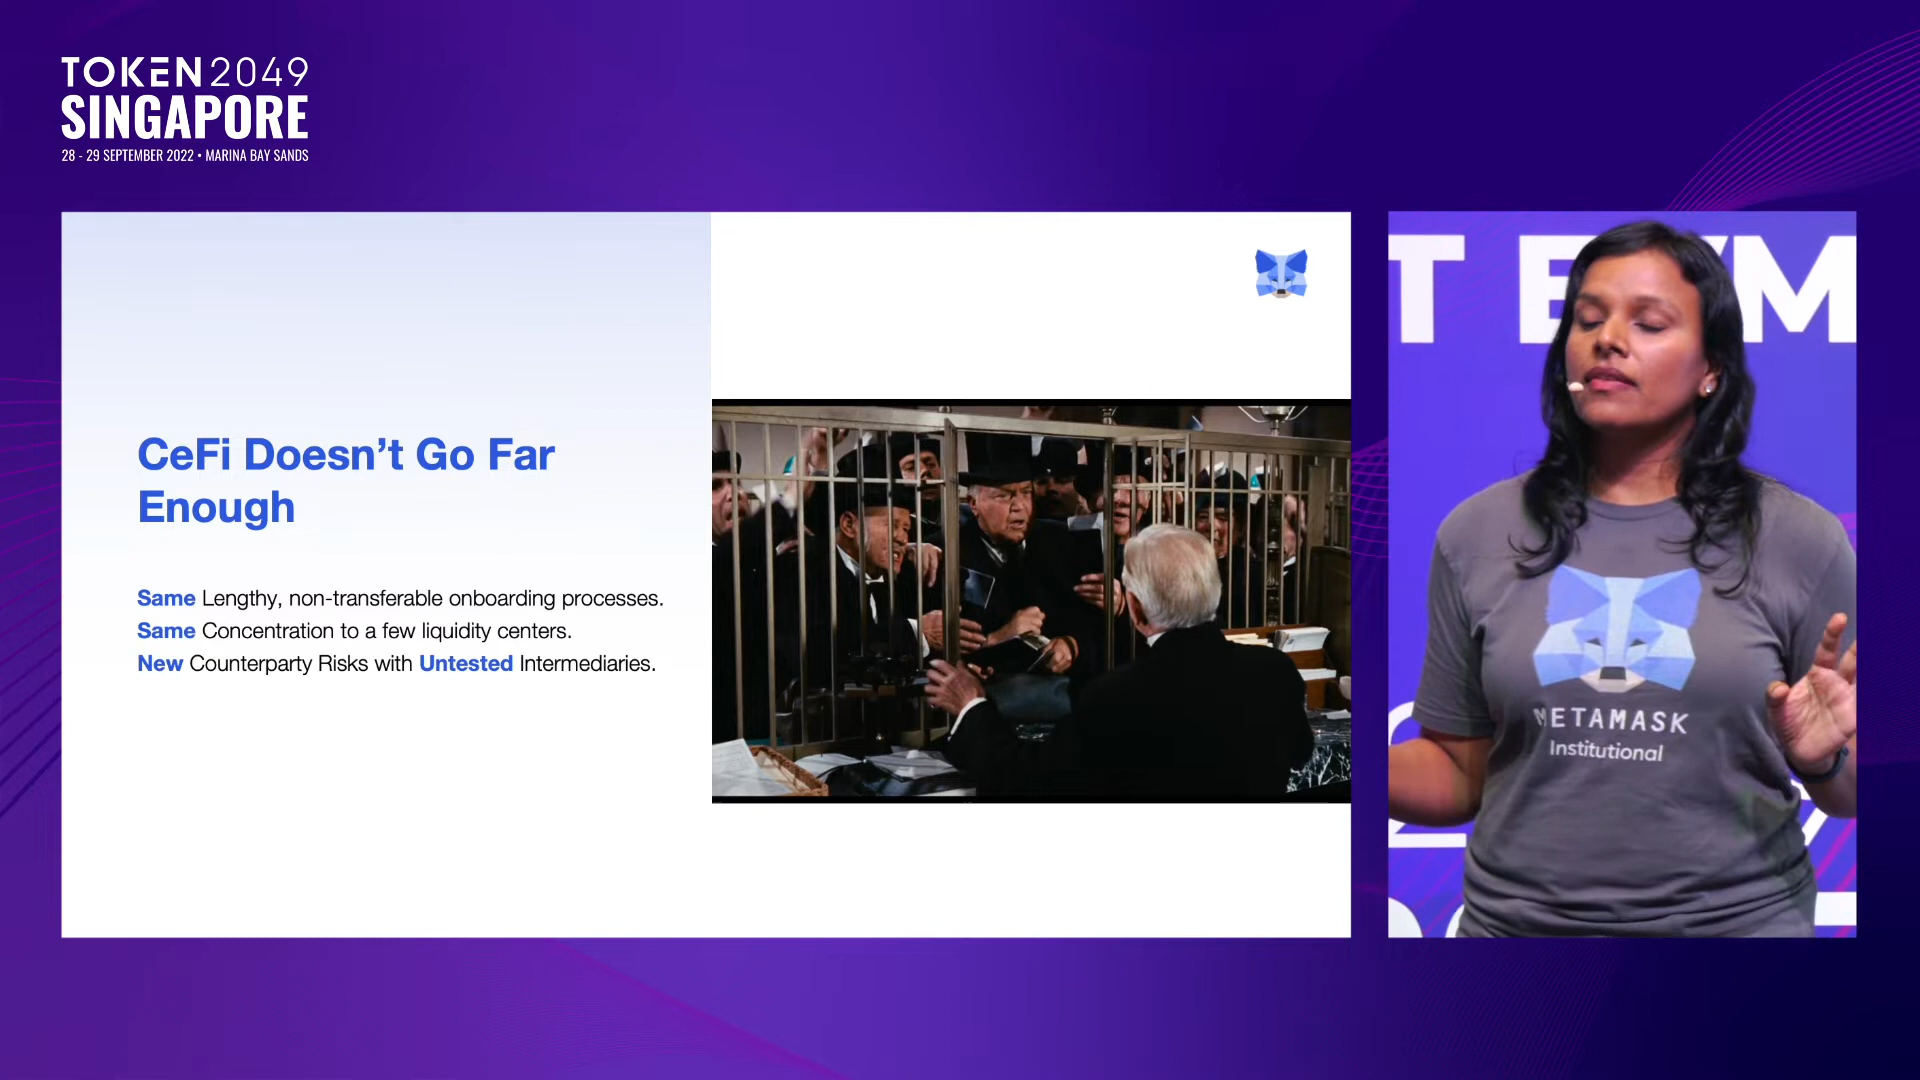 TOKEN2049
SINGAPORE
28 - 29 SEPTEMBER 2022 • MARINA BAY SANDS
CeFi Doesn’t Go Far
Enough
Same Lengthy, non-transferable onboarding processes.
Same Concentration to a few liquidity centers.
New Counterparty Risks with Untested Intermediaries.
METAMASK
Institutional